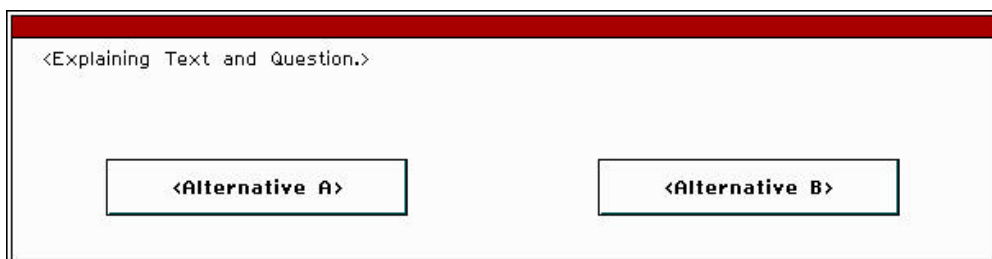 <Explaining Text and Question.>
<Alternative A>
<Alternative B>